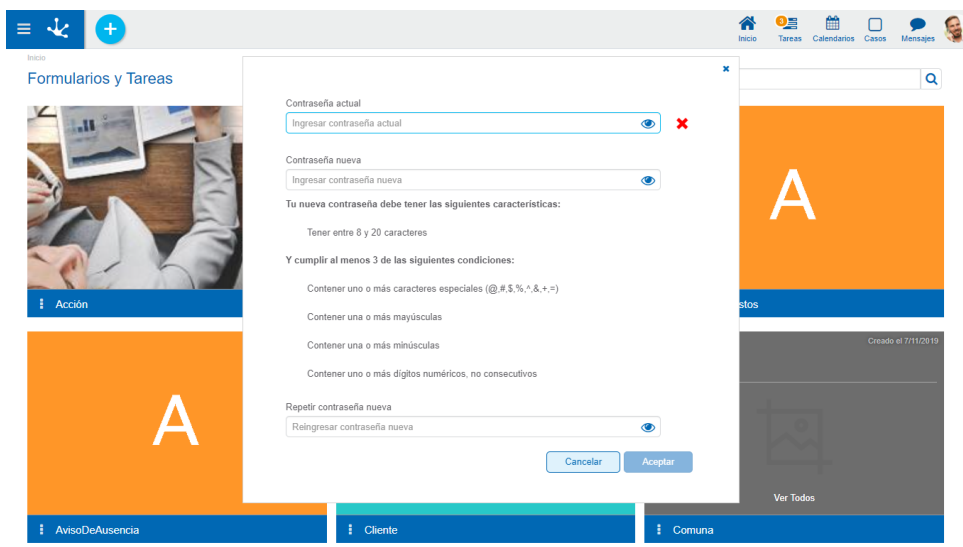 Inicio
3
Tareas
Calendarios
Casos
Mensajes
Inicio
Formularios y Tareas
Contraseña actual
Ingresar contraseña actual
Contraseña nueva
Ingresar contraseña nueva
Tu nueva contraseña debe tener las siguientes características:
Tener entre 8 y 20 caracteres
Y cumplir al menos 3 de las siguientes condiciones:
Contener uno o más caracteres especiales (@,#,$,%,^,&,+,=)
Contener una o más mayúsculas
Contener una o más minúsculas
Contener uno o más dígitos numéricos, no consecutivos
Repetir contraseña nueva
Reingresar contraseña nueva
Cancelar
Aceptar
A
Acción
stos
A
Creado el 7/11/2019
Ver Todos
AvisoDeAusencia
Cliente
Comuna